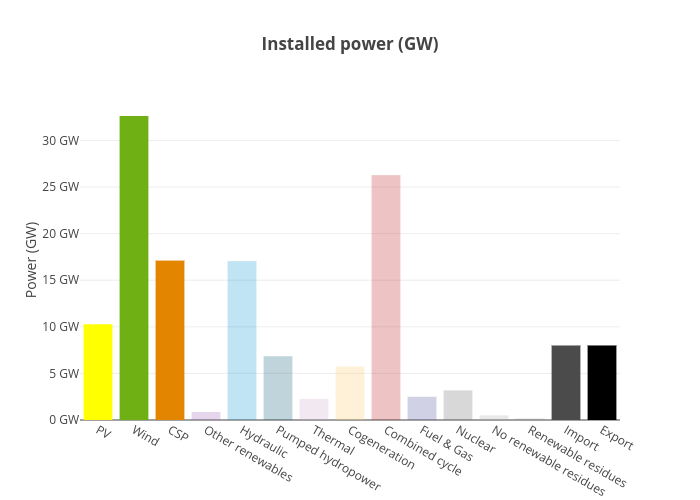 Installed power (GW)
Power (GW)
30 GW
25 GW
20 GW
15 GW
10 GW
5 GW
0 GW
PV
Wind
CSP
Other renewables
Hydraulic
Pumped hydropower
Thermal
Cogeneration
Combined cycle
Fuel & Gas
Nuclear
No renewable residues
Renewable residues
Import
Export